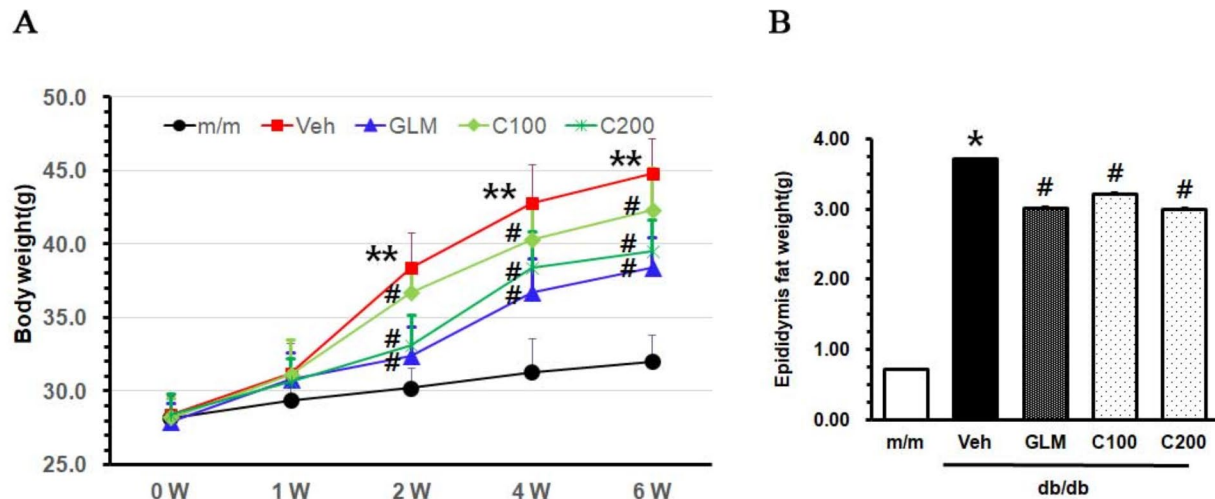 A
B
50.0
m/m Veh GLM C100 C200
45.0
40.0
35.0
30.0
25.0
Body weight(g)
** ** **
# # #
# # #
# # #
0 W 1 W 2 W 4 W 6 W
4.00
3.00
2.00
1.00
0.00
Epididymis fat weight(g)
* # # #
m/m Veh GLM C100 C200
db/db